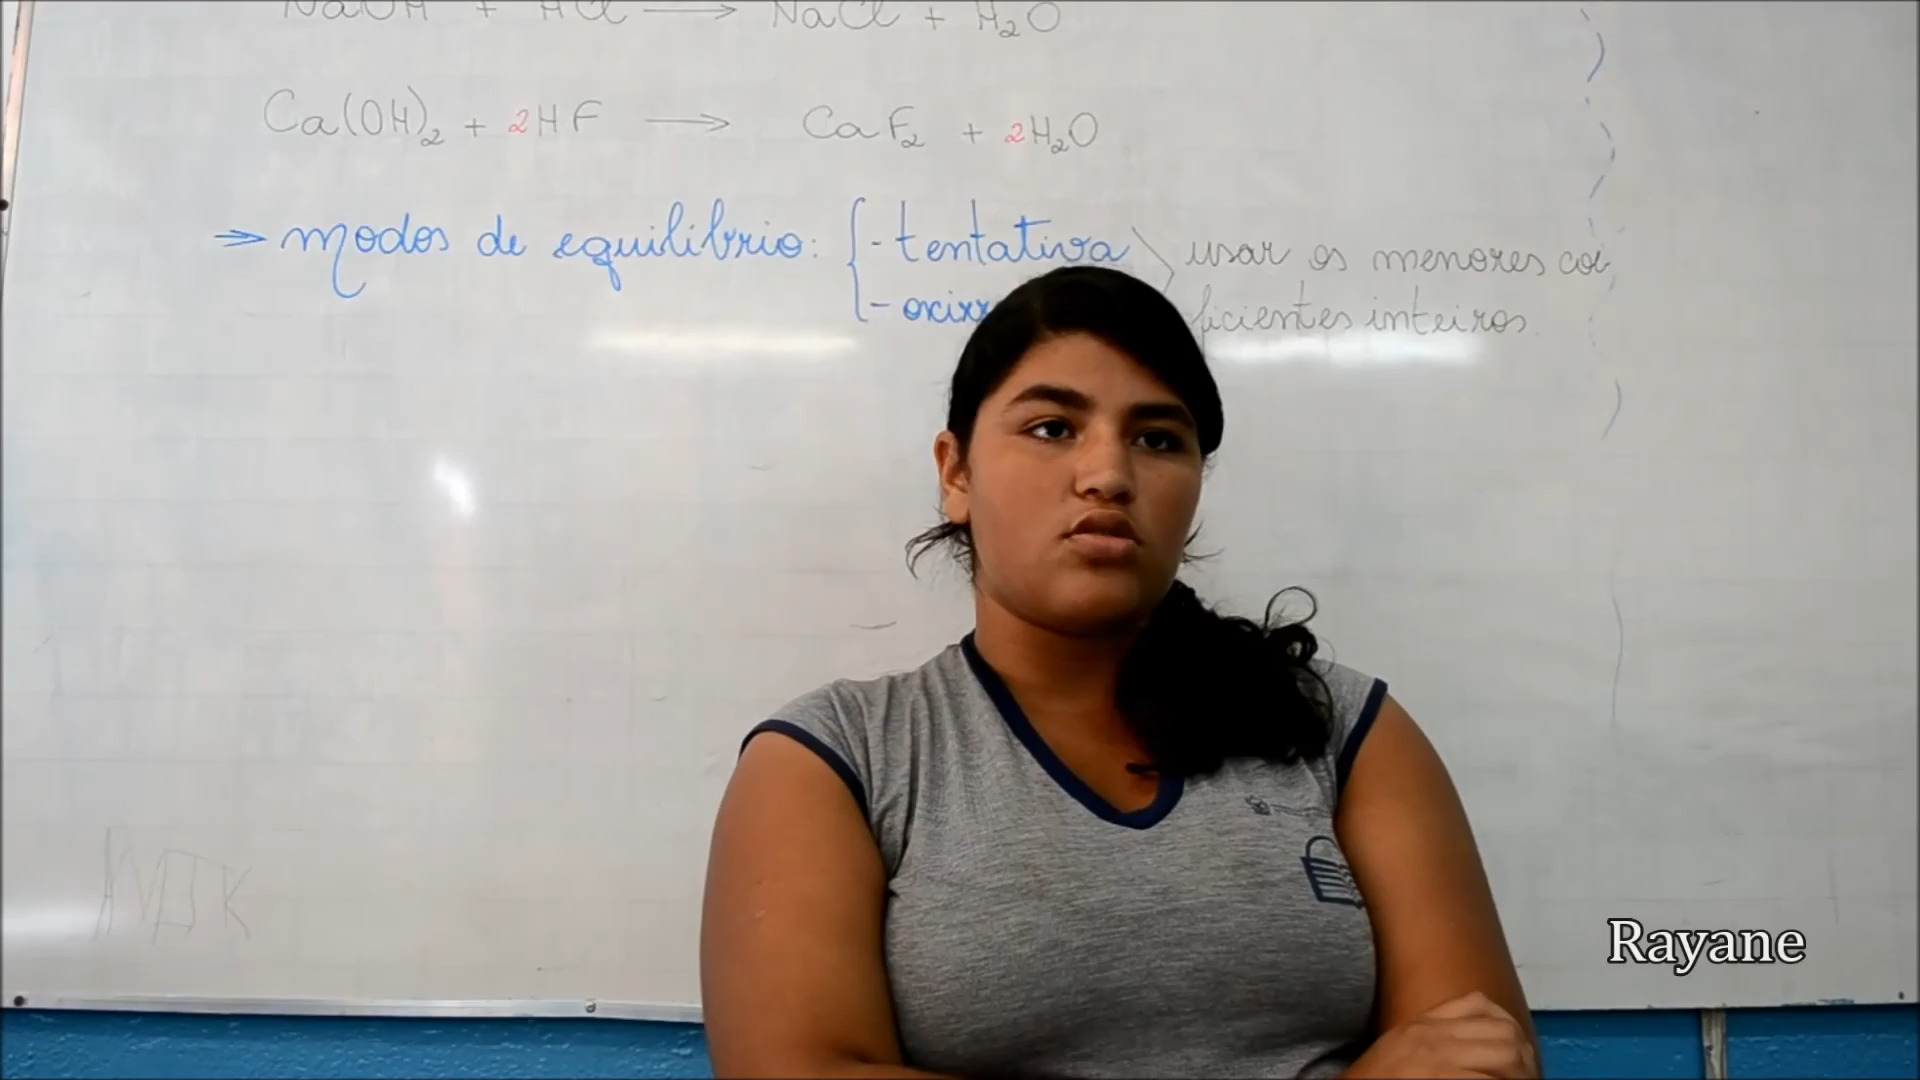 NaOH + HCl → NaCl + H₂O
Ca(OH)₂ + 2HF → CaF₂ + 2H₂O
⇒ modos de equilibrio: { - tentativa
usar os menores coe
ficientes inteiros.
Rayane